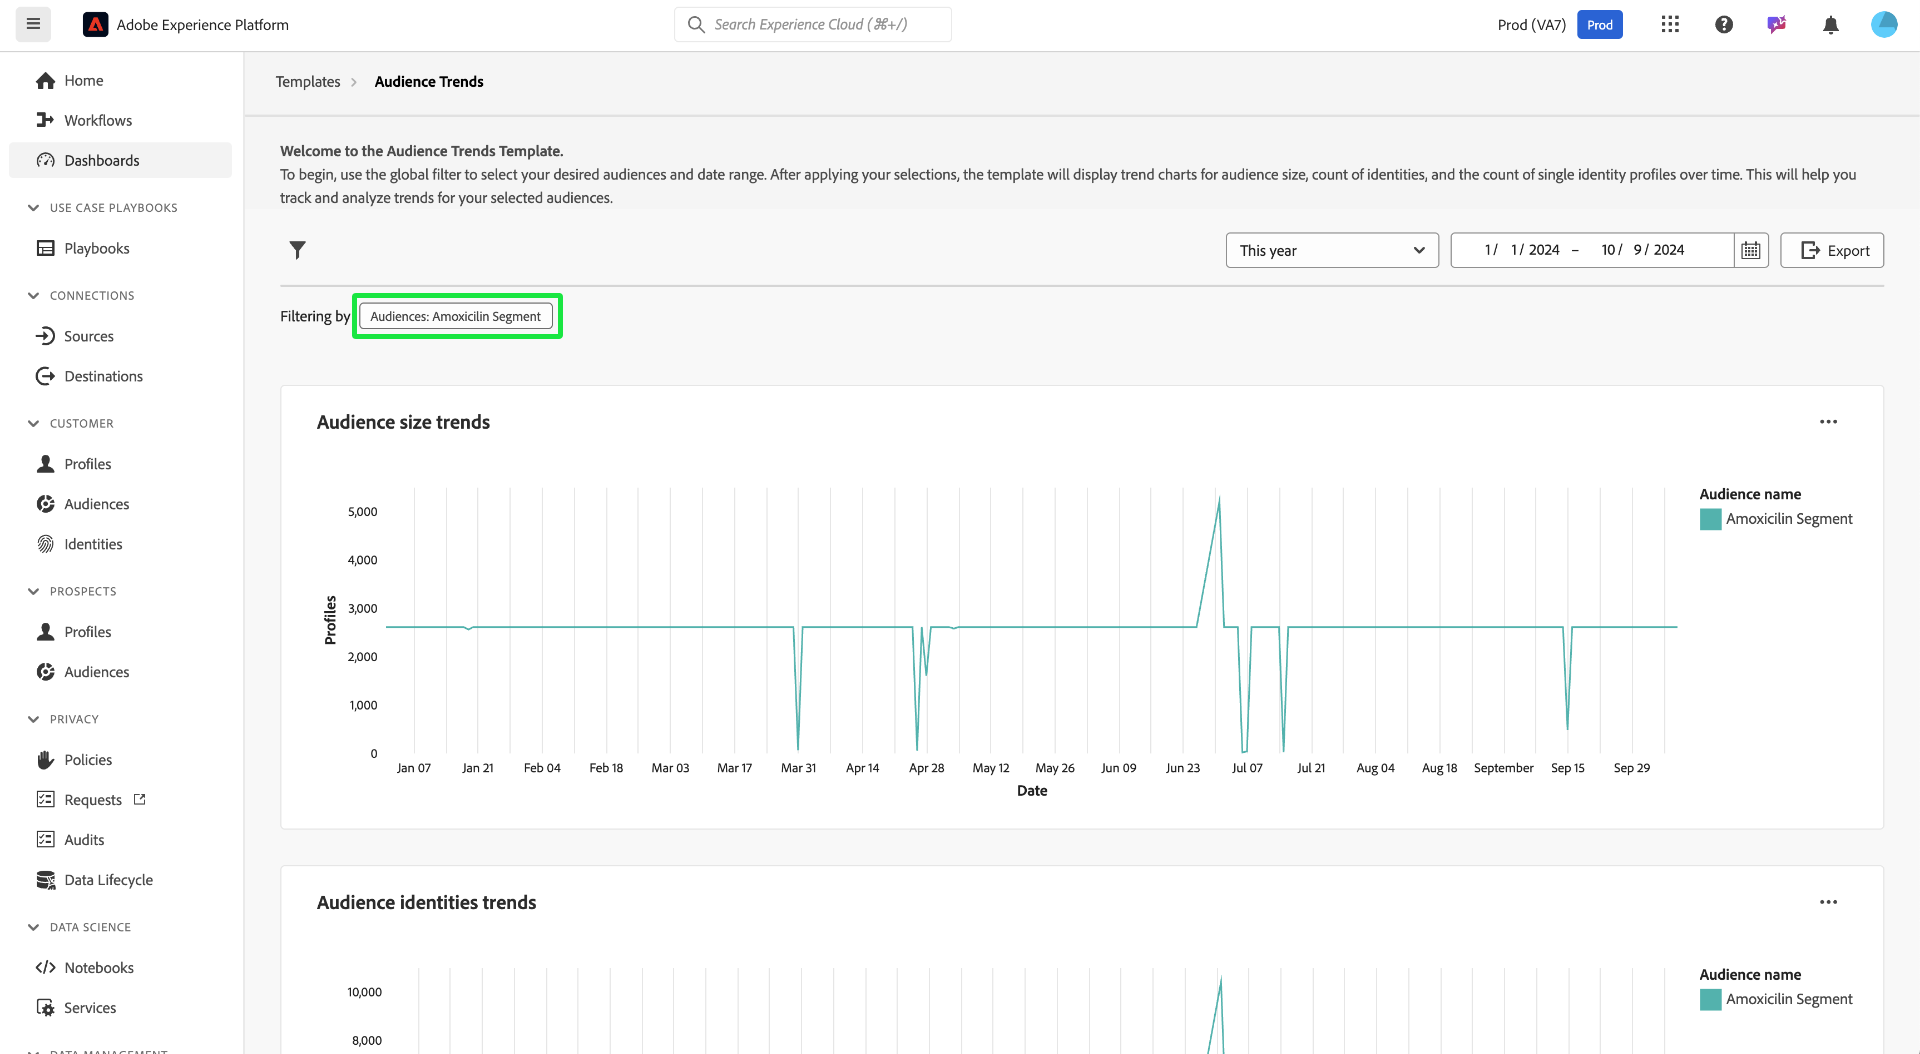 Adobe Experience Platform
Search Experience Cloud (⌘+/)
Prod (VA7)
Prod
Home
Workflows
Dashboards
USE CASE PLAYBOOKS
Playbooks
CONNECTIONS
Sources
Destinations
CUSTOMER
Profiles
Audiences
Identities
PROSPECTS
Profiles
Audiences
PRIVACY
Policies
Requests
Audits
Data Lifecycle
DATA SCIENCE
Notebooks
Services
DATA MANAGEMENT
Templates > Audience Trends
Welcome to the Audience Trends Template.
To begin, use the global filter to select your desired audiences and date range. After applying your selections, the template will display trend charts for audience size, count of identities, and the count of single identity profiles over time. This will help you
track and analyze trends for your selected audiences.
This year
1/ 1/ 2024 – 10/ 9/ 2024
Export
Filtering by Audiences: Amoxicilin Segment
Audience size trends
Profiles
5,000
4,000
3,000
2,000
1,000
0
Jan 07 Jan 21 Feb 04 Feb 18 Mar 03 Mar 17 Mar 31 Apr 14 Apr 28 May 12 May 26 Jun 09 Jun 23 Jul 07 Jul 21 Aug 04 Aug 18 September Sep 15 Sep 29
Date
Audience name
Amoxicilin Segment
Audience identities trends
10,000
8,000
Audience name
Amoxicilin Segment